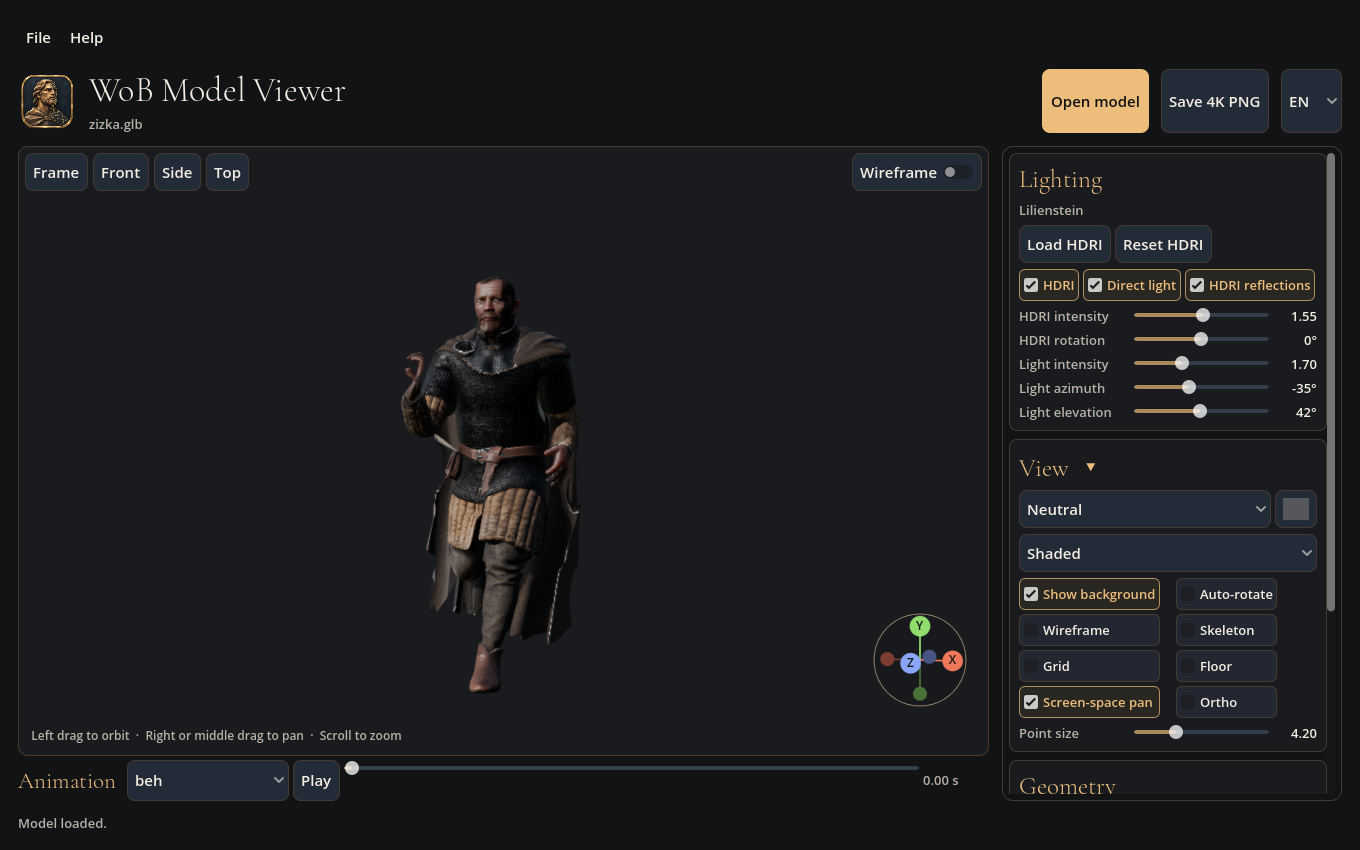 File Help
WoB Model Viewer
zizka.glb
Open model Save 4K PNG EN
Frame Front Side Top Wireframe
Lighting
Lilienstein
Load HDRI Reset HDRI
HDRI Direct light HDRI reflections
HDRI intensity 1.55
HDRI rotation 0°
Light intensity 1.70
Light azimuth -35°
Light elevation 42°
View
Neutral
Shaded
Show background Auto-rotate
Wireframe Skeleton
Grid Floor
Screen-space pan Ortho
Point size 4.20
Geometry
Y
Z X
Left drag to orbit · Right or middle drag to pan · Scroll to zoom
Animation beh Play 0.00 s
Model loaded.